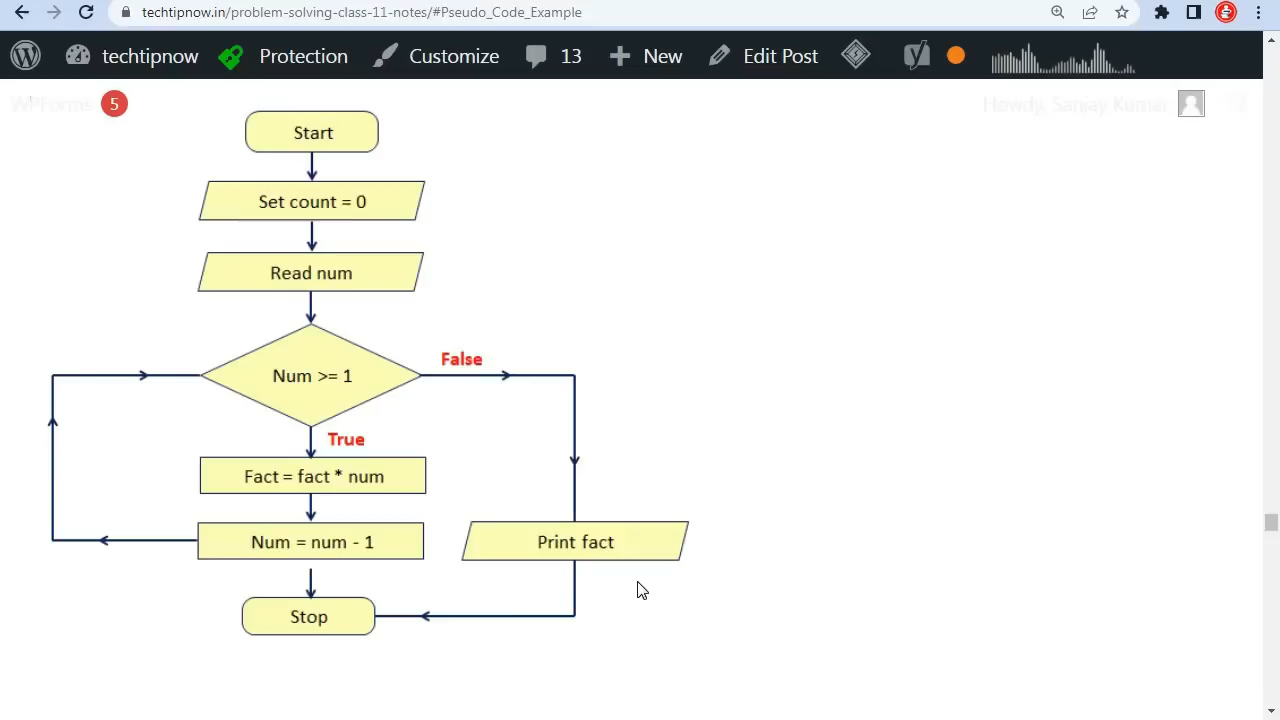 techtipnow.in/problem-solving-class-11-notes/#Pseudo_Code_Example
techtipnow Protection Customize 13 New Edit Post
WPForms 5 Howdy, Sanjay Kumar
Start
Set count = 0
Read num
Num >= 1
False
True
Fact = fact * num
Num = num - 1
Print fact
Stop